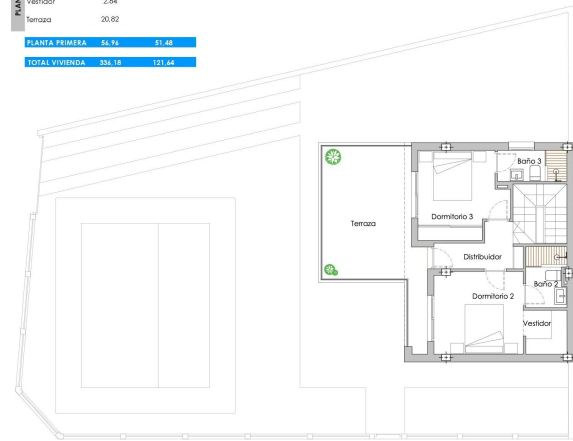 PLAN
Vestidor 2.84
Terraza 20.82
PLANTA PRIMERA 56,96 51,48
TOTAL VIVIENDA 336,18 121,64
Baño 3
Dormitorio 3
Terraza
Distribuidor
Baño 2
Dormitorio 2
Vestidor